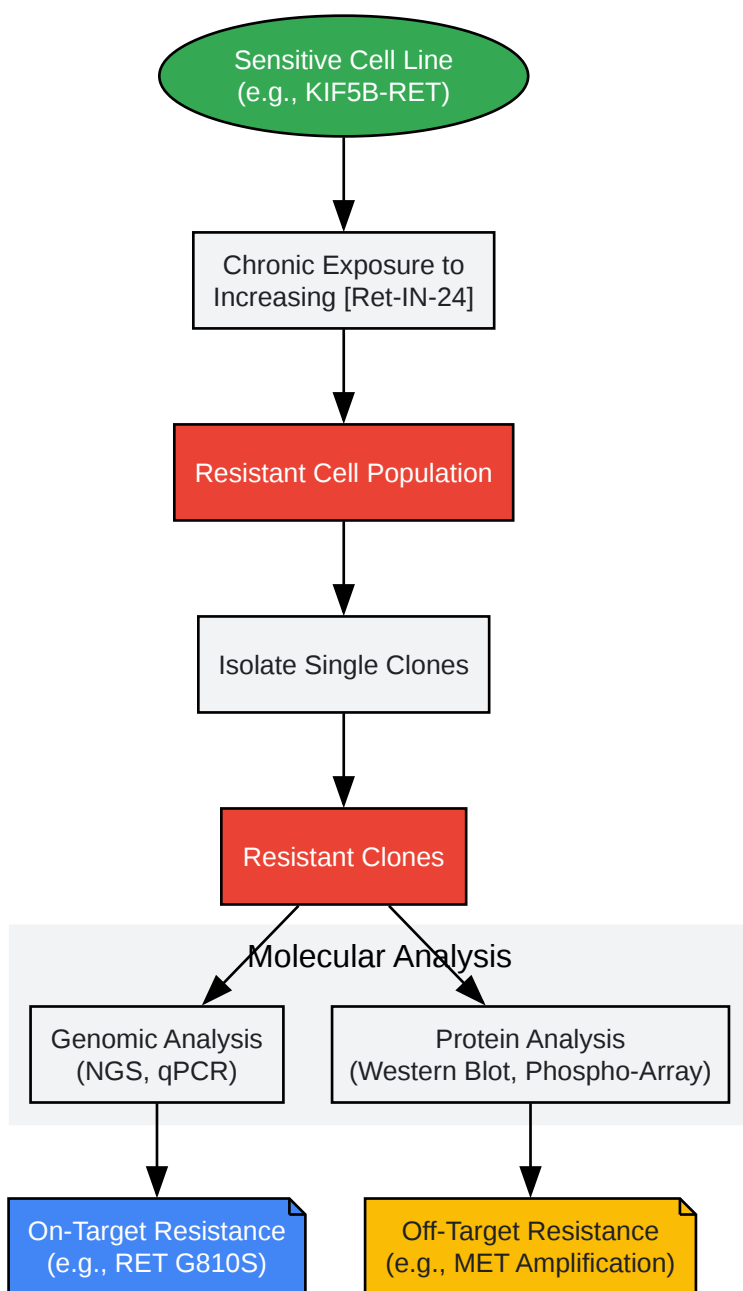 Sensitive Cell Line
(e.g., KIF5B-RET)
Chronic Exposure to
Increasing [Ret-IN-24]
Resistant Cell Population
Isolate Single Clones
Resistant Clones
Molecular Analysis
Genomic Analysis
(NGS, qPCR)
Protein Analysis
(Western Blot, Phospho-Array)
On-Target Resistance
(e.g., RET G810S)
Off-Target Resistance
(e.g., MET Amplification)